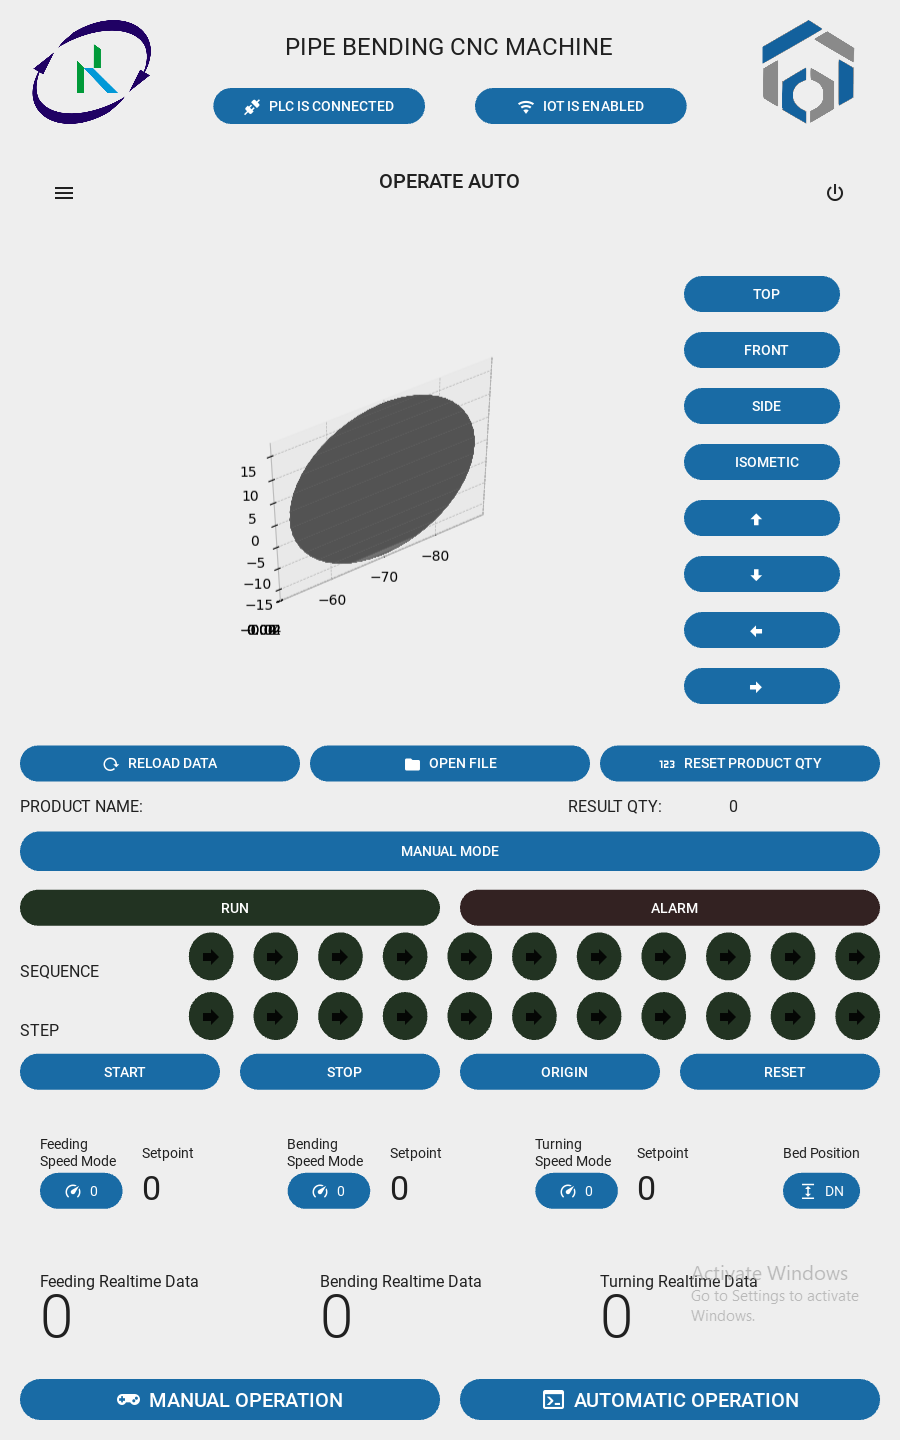 PIPE BENDING CNC MACHINE
PLC IS CONNECTED
IOT IS ENABLED
OPERATE AUTO
TOP
FRONT
SIDE
ISOMETIC
15
10
5
0
−5
−10
−15
−60
−70
−80
RELOAD DATA
OPEN FILE
123 RESET PRODUCT QTY
PRODUCT NAME:
RESULT QTY: 0
MANUAL MODE
RUN
ALARM
SEQUENCE
STEP
START
STOP
ORIGIN
RESET
Feeding
Speed Mode
0
Setpoint
0
Bending
Speed Mode
0
Setpoint
0
Turning
Speed Mode
0
Setpoint
0
Bed Position
DN
Feeding Realtime Data
0
Bending Realtime Data
0
Turning Realtime Data
0
Activate Windows
Go to Settings to activate
Windows.
MANUAL OPERATION
AUTOMATIC OPERATION